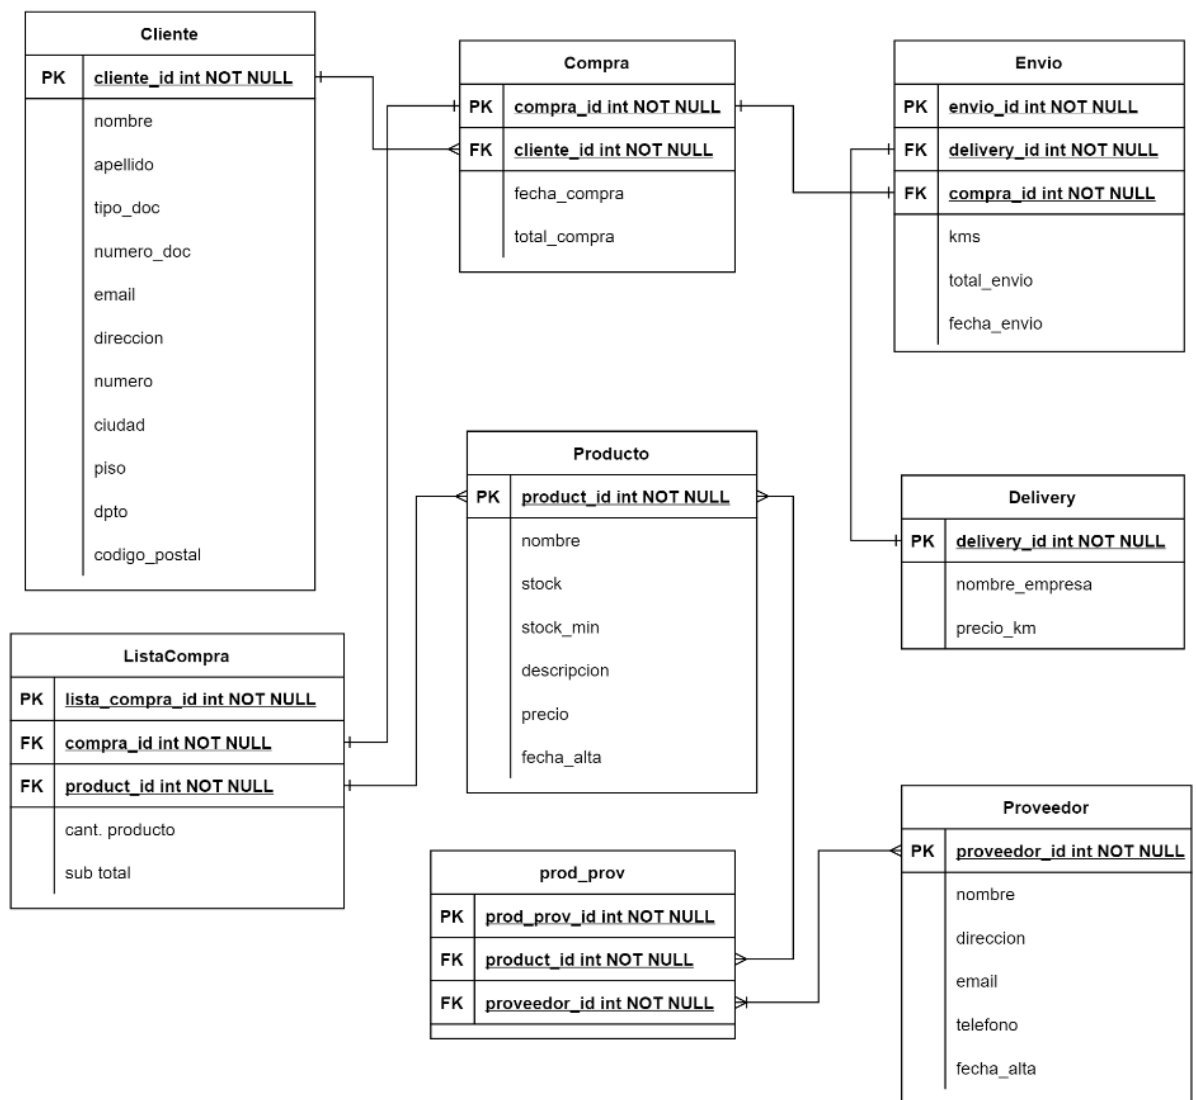 Cliente
PK cliente_id int NOT NULL
nombre
apellido
tipo_doc
numero_doc
email
direccion
numero
ciudad
piso
dpto
codigo_postal
Compra
PK compra_id int NOT NULL
FK cliente_id int NOT NULL
fecha_compra
total_compra
Envio
PK envio_id int NOT NULL
FK delivery_id int NOT NULL
FK compra_id int NOT NULL
kms
total_envio
fecha_envio
Producto
PK product_id int NOT NULL
nombre
stock
stock_min
descripcion
precio
fecha_alta
Delivery
PK delivery_id int NOT NULL
nombre_empresa
precio_km
ListaCompra
PK lista_compra_id int NOT NULL
FK compra_id int NOT NULL
FK product_id int NOT NULL
cant. producto
sub total
prod_prov
PK prod_prov_id int NOT NULL
FK product_id int NOT NULL
FK proveedor_id int NOT NULL
Proveedor
PK proveedor_id int NOT NULL
nombre
direccion
email
telefono
fecha_alta